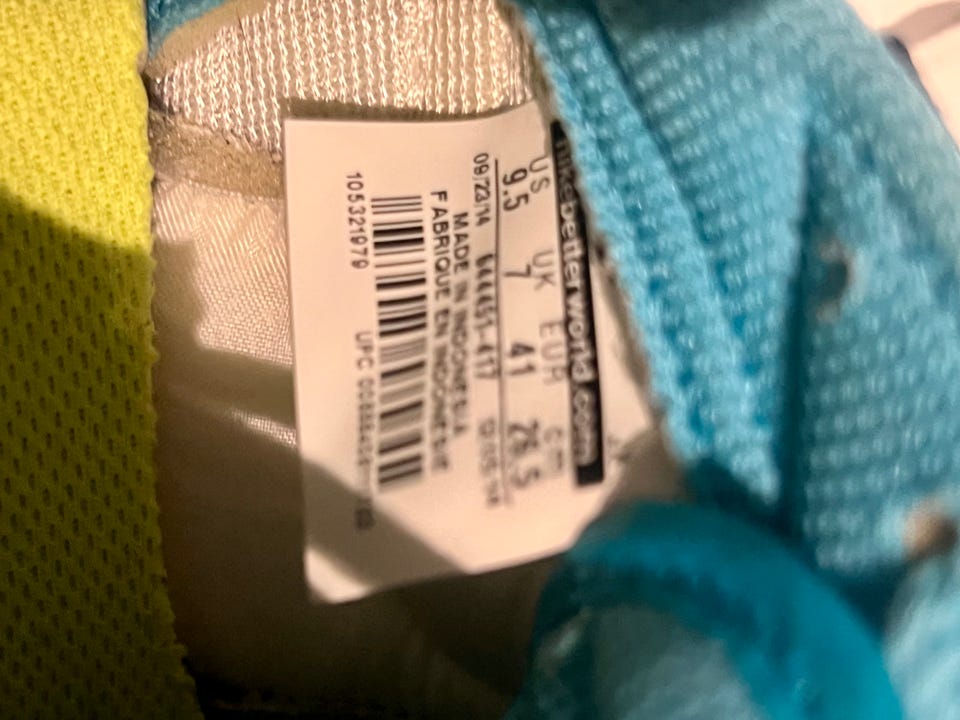 nikebetterworld.com
US UK EUR cm
9.5 7 41 26.5
09/23/14 644451-417
MADE IN INDONESIA
FABRIQUE EN INDONESIE
105321979 UPC